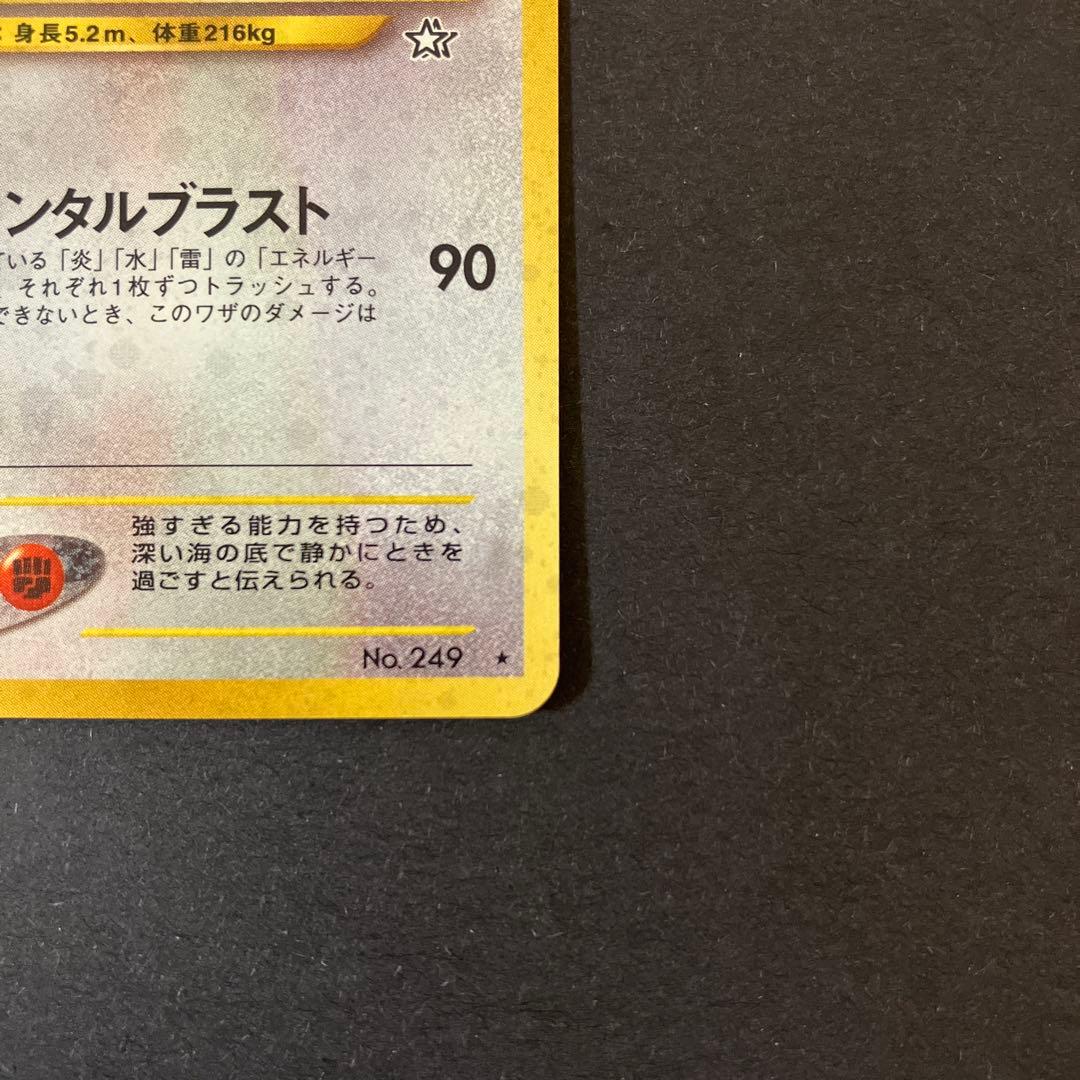 ：身長5.2m、体重216kg
ンタルブラスト
いる「炎」「水」「雷」の「エネルギー
90
それぞれ1枚ずつトラッシュする。
できないとき、このワザのダメージは
強すぎる能力を持つため、
深い海の底で静かにときを
過ごすと伝えられる。
No. 249 ★